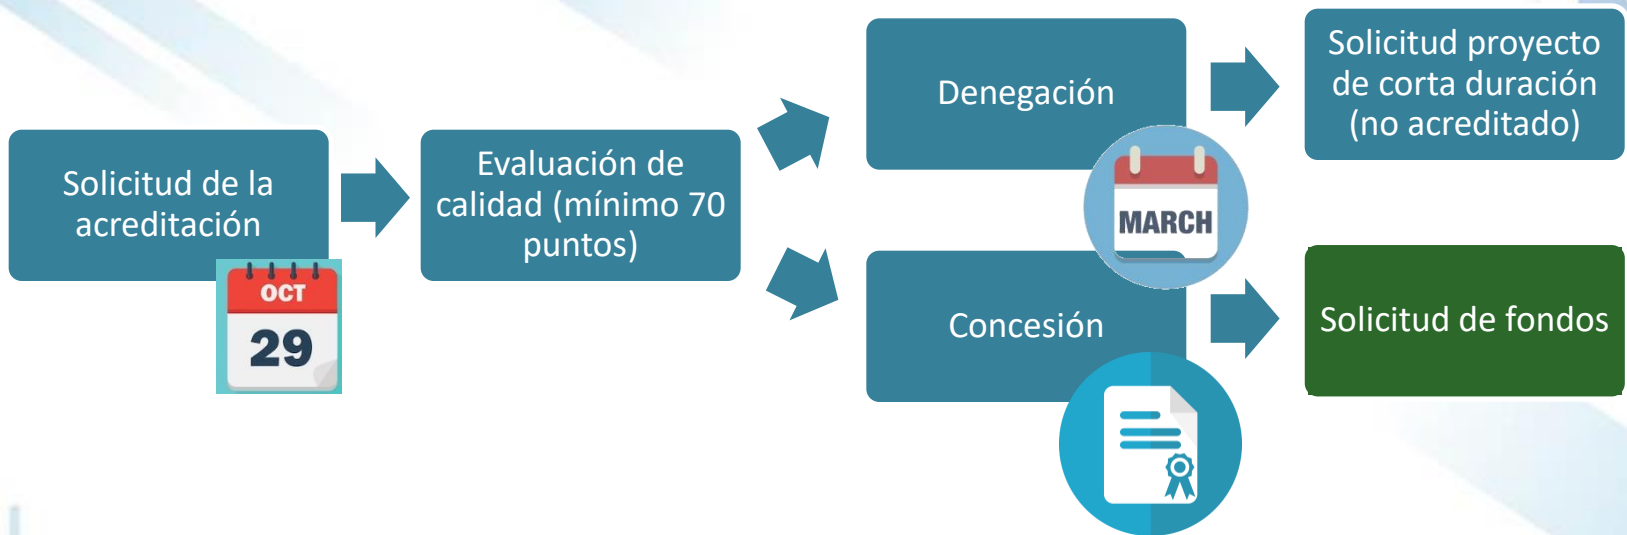 Solicitud de la
acreditación
OCT
29
Evaluación de
calidad (mínimo 70
puntos)
Denegación
MARCH
Concesión
Solicitud proyecto
de corta duración
(no acreditado)
Solicitud de fondos